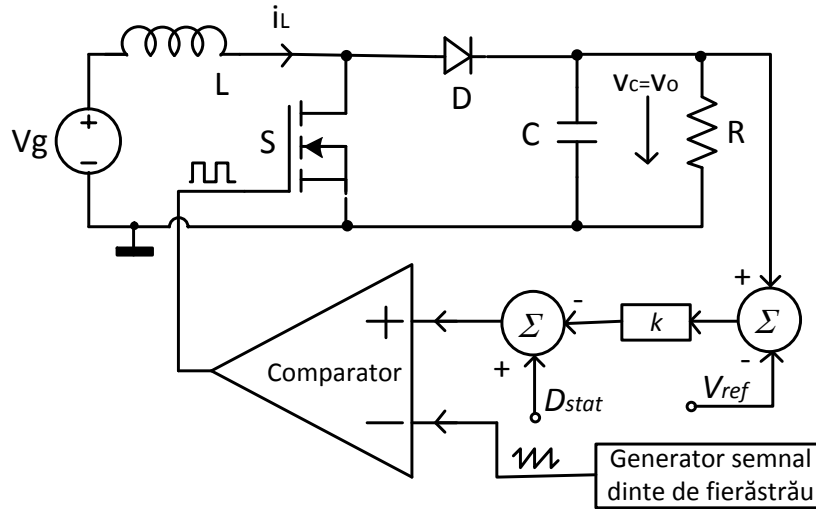 iL
L
D
Vg
+
−
S
C
vC=vO
R
+
Σ
-
k
-
Σ
+
+
−
Comparator
Dstat
Vref
Generator semnal
dinte de fierăstrău